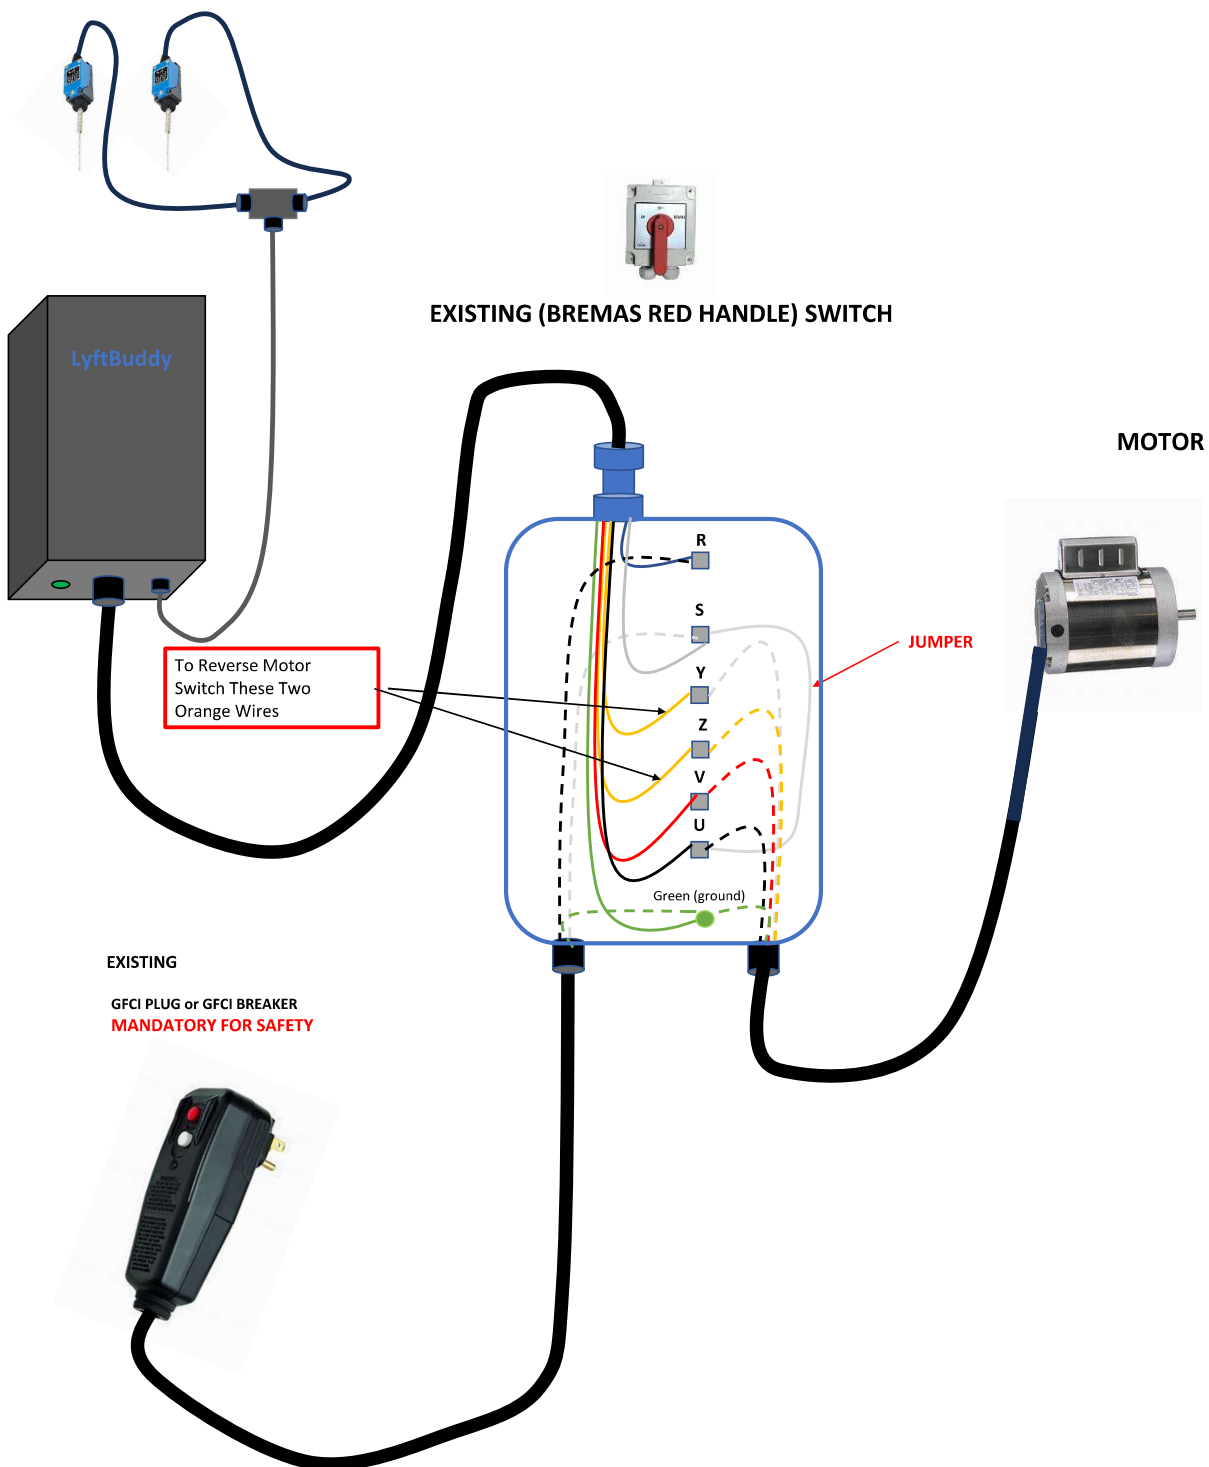 EXISTING (BREMAS RED HANDLE) SWITCH
LyftBuddy
MOTOR
R
S
JUMPER
To Reverse Motor
Switch These Two
Orange Wires
Y
Z
V
U
Green (ground)
EXISTING
GFCI PLUG or GFCI BREAKER
MANDATORY FOR SAFETY